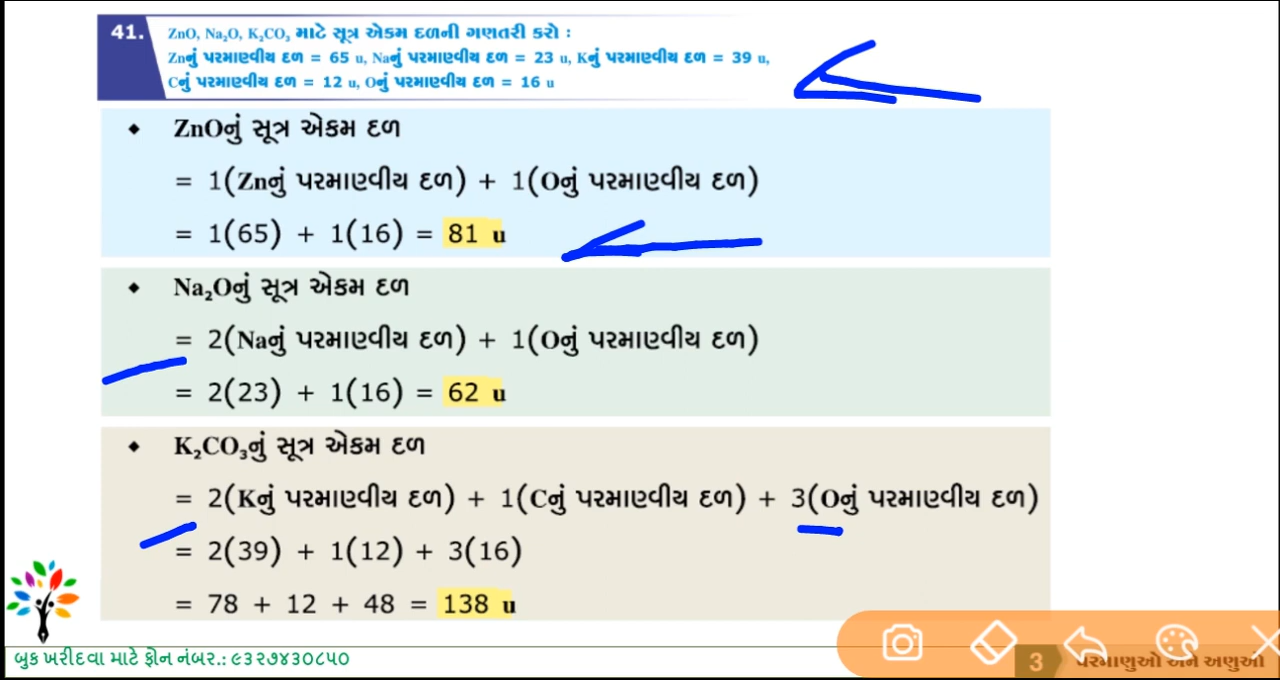 41. ZnO, Na₂O, K₂CO₃ માટે સૂત્ર એકમ દળની ગણતરી કરો :
Znનું પરમાણ્વીય દળ = 65 u, Naનું પરમાણ્વીય દળ = 23 u, Kનું પરમાણ્વીય દળ = 39 u,
Cનું પરમાણ્વીય દળ = 12 u, Oનું પરમાણ્વીય દળ = 16 u
♦ ZnOનું સૂત્ર એકમ દળ
= 1(Znનું પરમાણ્વીય દળ) + 1(Oનું પરમાણ્વીય દળ)
= 1(65) + 1(16) = 81 u
♦ Na₂Oનું સૂત્ર એકમ દળ
= 2(Naનું પરમાણ્વીય દળ) + 1(Oનું પરમાણ્વીય દળ)
= 2(23) + 1(16) = 62 u
♦ K₂CO₃નું સૂત્ર એકમ દળ
= 2(Kનું પરમાણ્વીય દળ) + 1(Cનું પરમાણ્વીય દળ) + 3(Oનું પરમાણ્વીય દળ)
= 2(39) + 1(12) + 3(16)
= 78 + 12 + 48 = 138 u
બુક ખરીદવા માટે ફોન નંબર.: ૯૩૨૭૪૩૦૮૫૦
3 પરમાણુઓ અને અણુઓ